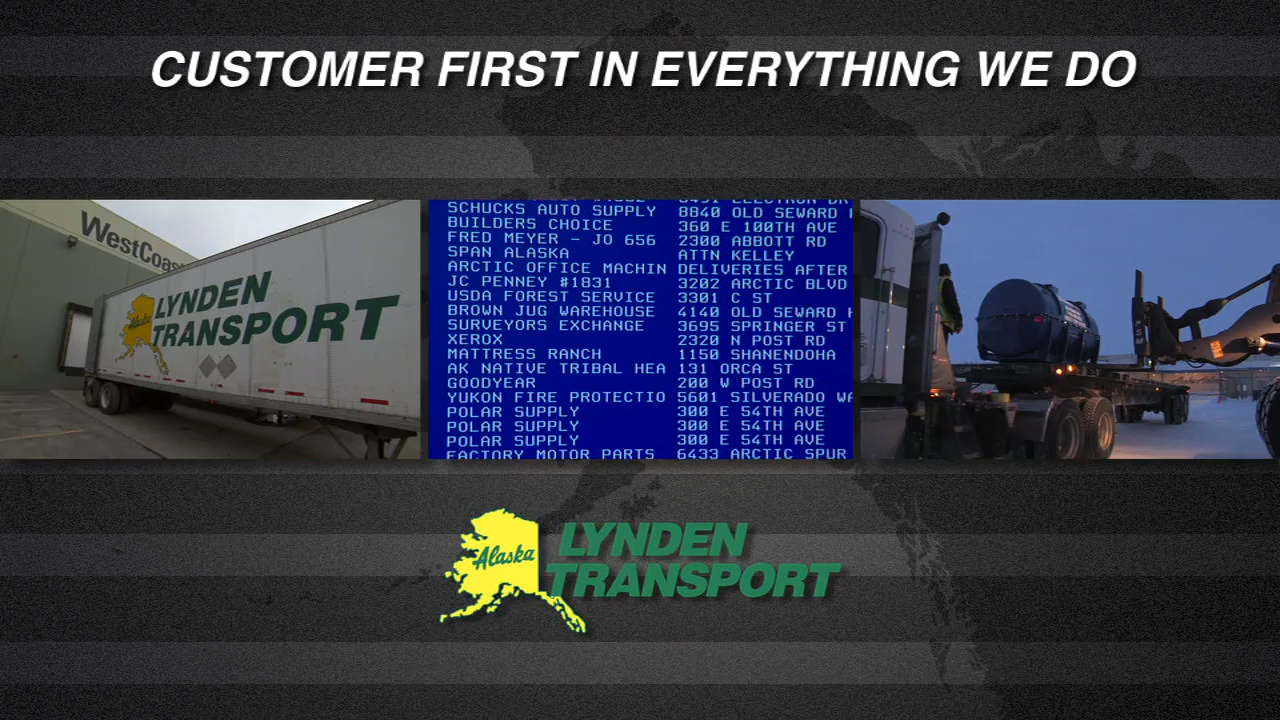 CUSTOMER FIRST IN EVERYTHING WE DO
WestCoas
Alaska
LYNDEN
TRANSPORT
SCHUCKS AUTO SUPPLY 8840 OLD SEWARD
BUILDERS CHOICE 360 E 100TH AVE
FRED MEYER - JO 656 2300 ABBOTT RD
SPAN ALASKA ATTN KELLEY
ARCTIC OFFICE MACHIN DELIVERIES AFTER
JC PENNEY #1831 3202 ARCTIC BLVD
USDA FOREST SERVICE 3301 C ST
BROWN JUG WAREHOUSE 4140 OLD SEWARD
SURVEYORS EXCHANGE 3695 SPRINGER ST
XEROX 2320 N POST RD
MATTRESS RANCH 1150 SHANENDOHA
AK NATIVE TRIBAL HEA 131 ORCA ST
GOODYEAR 200 W POST RD
YUKON FIRE PROTECTIO 5601 SILVERADO WA
POLAR SUPPLY 300 E 54TH AVE
POLAR SUPPLY 300 E 54TH AVE
POLAR SUPPLY 300 E 54TH AVE
FACTORY MOTOR PARTS 6433 ARCTIC SPUR
Alaska
LYNDEN
TRANSPORT